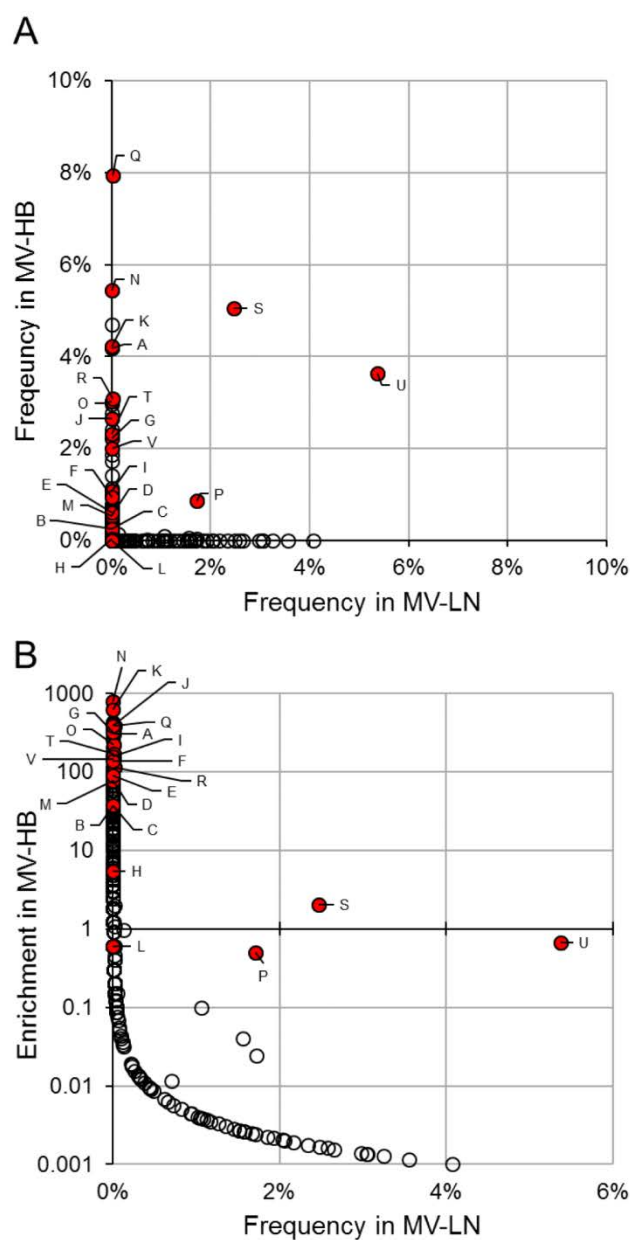 A
10%
8%
6%
4%
2%
0%
Q
N
K
A
S
U
R
T
O
G
J
V
F
I
E
D
M
C
B
P
H
L
0%
2%
4%
6%
8%
10%
Freqeuncy in MV-HB
Frequency in MV-LN
B
N
K
J
G
Q
O
A
T
I
V
F
R
E
M
D
B
C
H
S
L
U
P
1000
100
10
1
0.1
0.01
0.001
0%
2%
4%
6%
Enrichment in MV-HB
Frequency in MV-LN